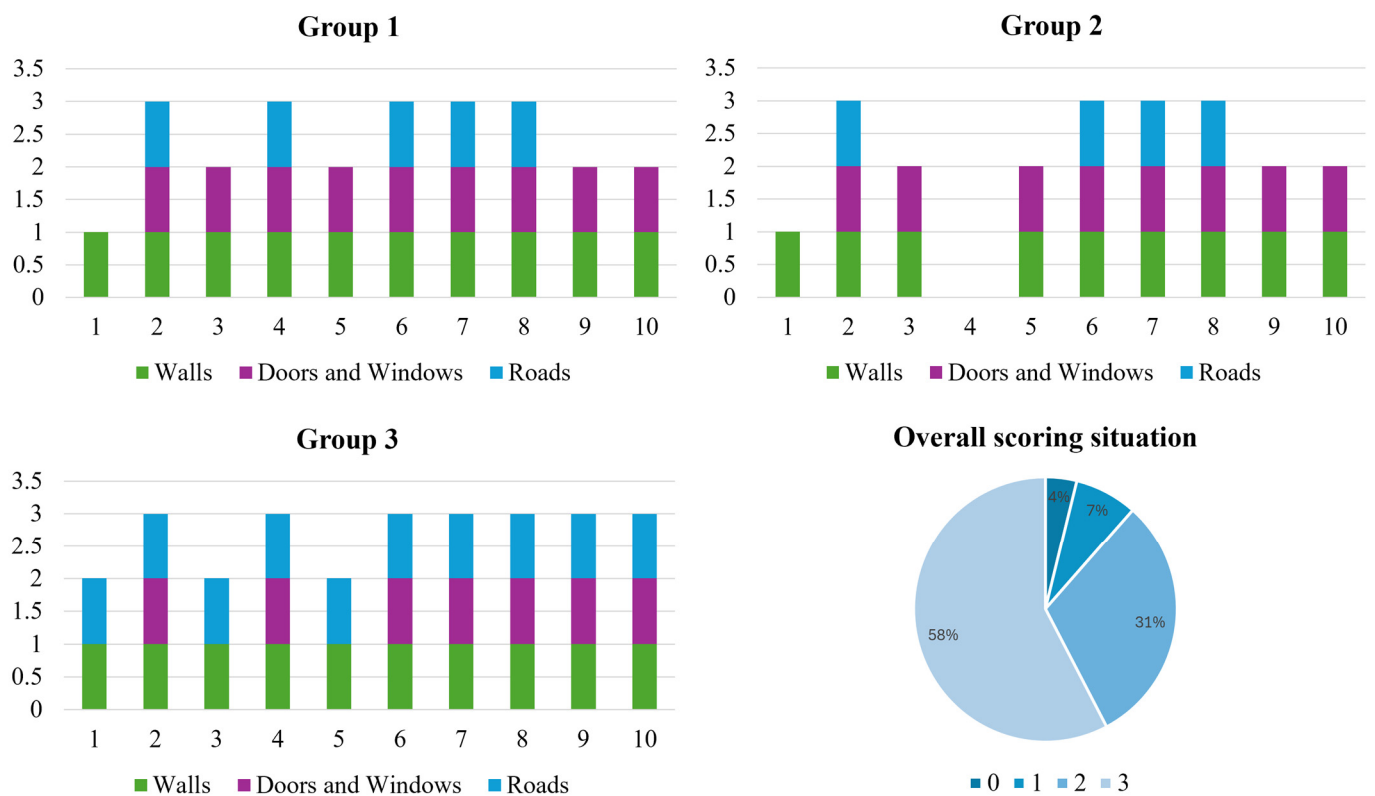 Group 1
3.5
3
2.5
2
1.5
1
0.5
0
1 2 3 4 5 6 7 8 9 10
Walls Doors and Windows Roads
Group 2
3.5
3
2.5
2
1.5
1
0.5
0
1 2 3 4 5 6 7 8 9 10
Walls Doors and Windows Roads
Group 3
3.5
3
2.5
2
1.5
1
0.5
0
1 2 3 4 5 6 7 8 9 10
Walls Doors and Windows Roads
Overall scoring situation
4%
7%
31%
58%
0 1 2 3